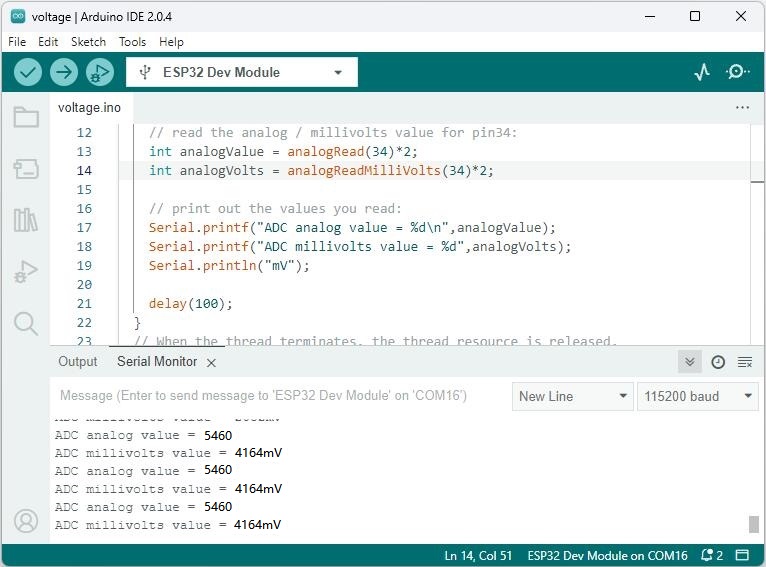 voltage | Arduino IDE 2.0.4
File Edit Sketch Tools Help
ESP32 Dev Module
voltage.ino
12 // read the analog / millivolts value for pin34:
13 int analogValue = analogRead(34)*2;
14 int analogVolts = analogReadMilliVolts(34)*2;
15
16 // print out the values you read:
17 Serial.printf("ADC analog value = %d\n",analogValue);
18 Serial.printf("ADC millivolts value = %d",analogVolts);
19 Serial.println("mV");
20
21 delay(100);
22 }
23 // When the thread terminates, the thread resource is released.
Output Serial Monitor
Message (Enter to send message to 'ESP32 Dev Module' on 'COM16') New Line 115200 baud
ADC millivolts value =
ADC analog value = 5460
ADC millivolts value = 4164mV
ADC analog value = 5460
ADC millivolts value = 4164mV
ADC analog value = 5460
ADC millivolts value = 4164mV
Ln 14, Col 51 ESP32 Dev Module on COM16 2